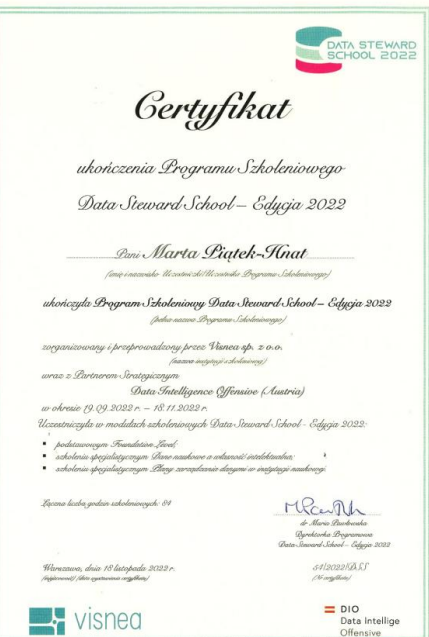 DATA STEWARD
SCHOOL 2022
Certyfikat
ukończenia Programu Szkoleniowego
Data Steward School – Edycja 2022
Pani Marta Piątek-Hnat
(imię i nazwisko Uczestniczki/Uczestnika Programu Szkoleniowego)
ukończyła Program Szkoleniowy Data Steward School – Edycja 2022
(pełna nazwa Programu Szkoleniowego)
zorganizowany i przeprowadzony przez Visnea sp. z o.o.
(nazwa instytucji szkoleniowej)
wraz z Partnerem Strategicznym
Data Intelligence Offensive (Austria)
w okresie 19.09.2022 r. – 18.11.2022 r.
Uczestniczyła w modułach szkoleniowych Data Steward School - Edycja 2022:
podstawowym Foundation Level;
szkolenia specjalistycznym Dane naukowe a własność intelektualna;
szkolenia specjalistycznym Plany zarządzania danymi w instytucji naukowej.
Łączna liczba godzin szkoleniowych: 64
dr Maria Pawłowska
Dyrektorka Programowa
Data Steward School - Edycja 2022
Warszawa, dnia 18 listopada 2022 r.
(miejscowość) (data wystawienia certyfikatu)
54/2022/DSS
(Nr certyfikatu)
visnea
DIO
Data Intellige
Offensive